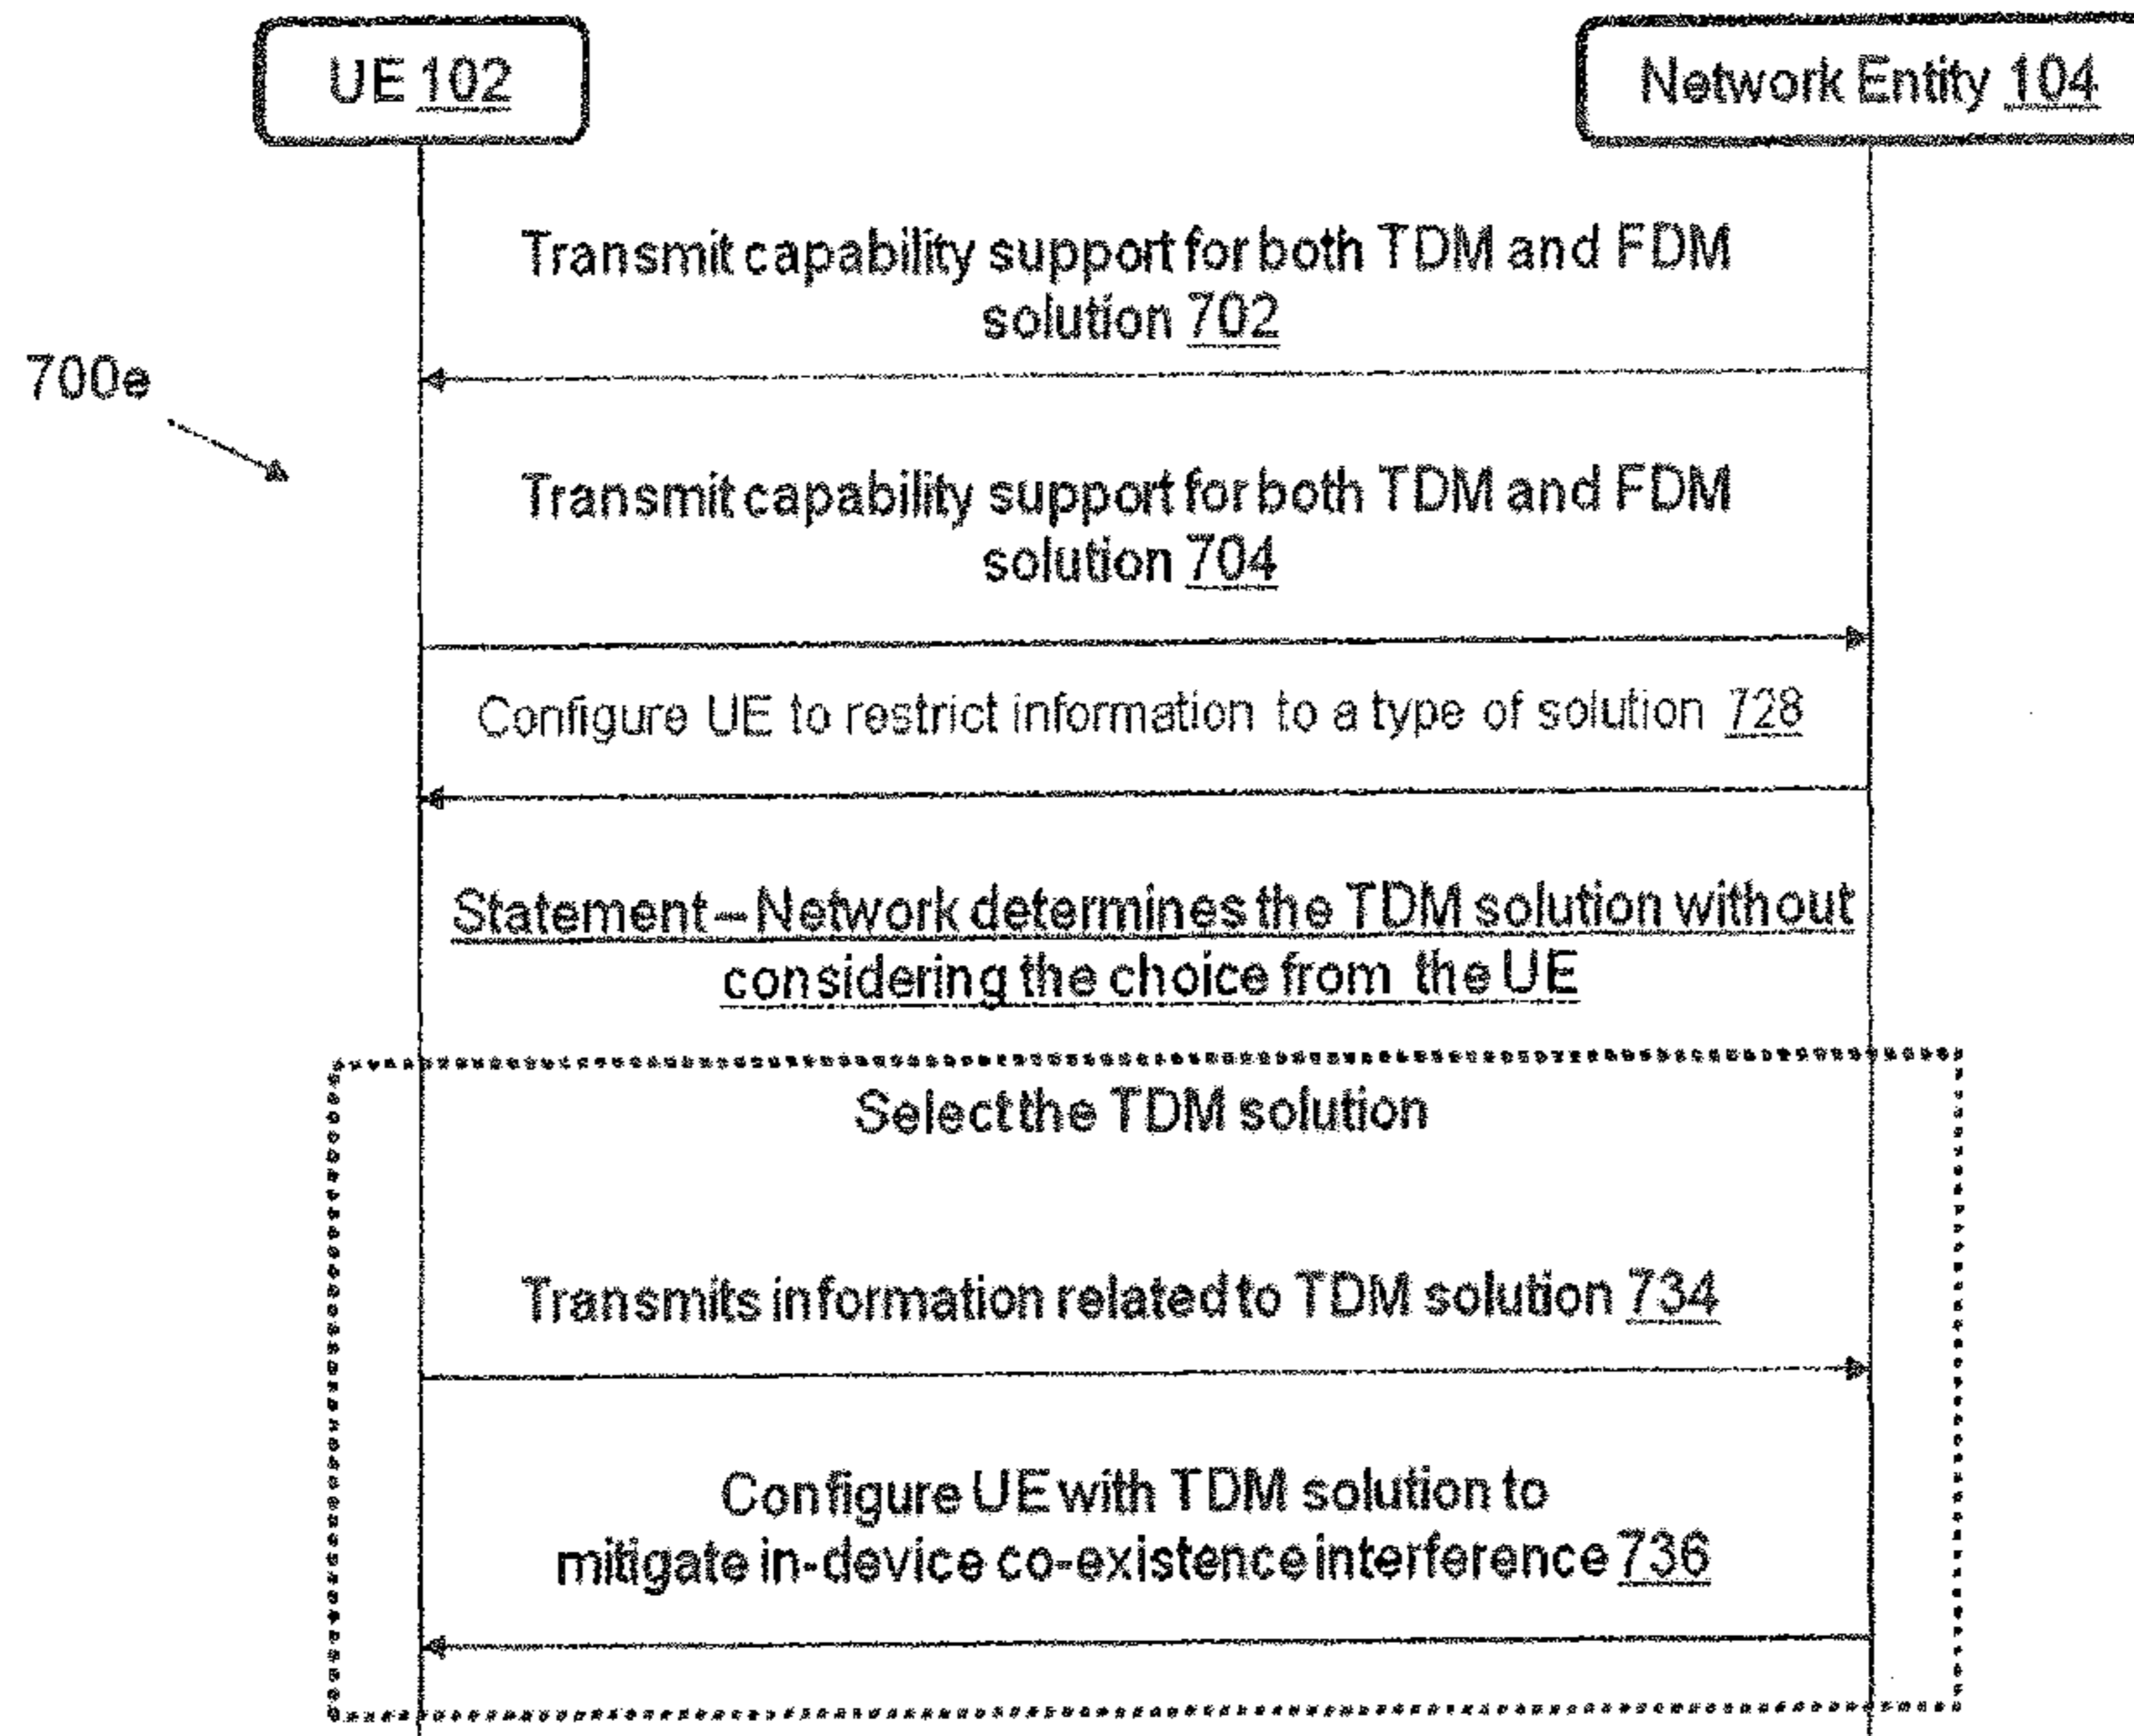 UE 102
Network Entity 104
Transmit capability support for both TDM and FDM
solution 702
700e
Transmit capability support for both TDM and FDM
solution 704
Configure UE to restrict information to a type of solution 728
Statement – Network determines the TDM solution without
considering the choice from the UE
Select the TDM solution
Transmits information related to TDM solution 734
Configure UE with TDM solution to
mitigate in-device co-existence interference 736